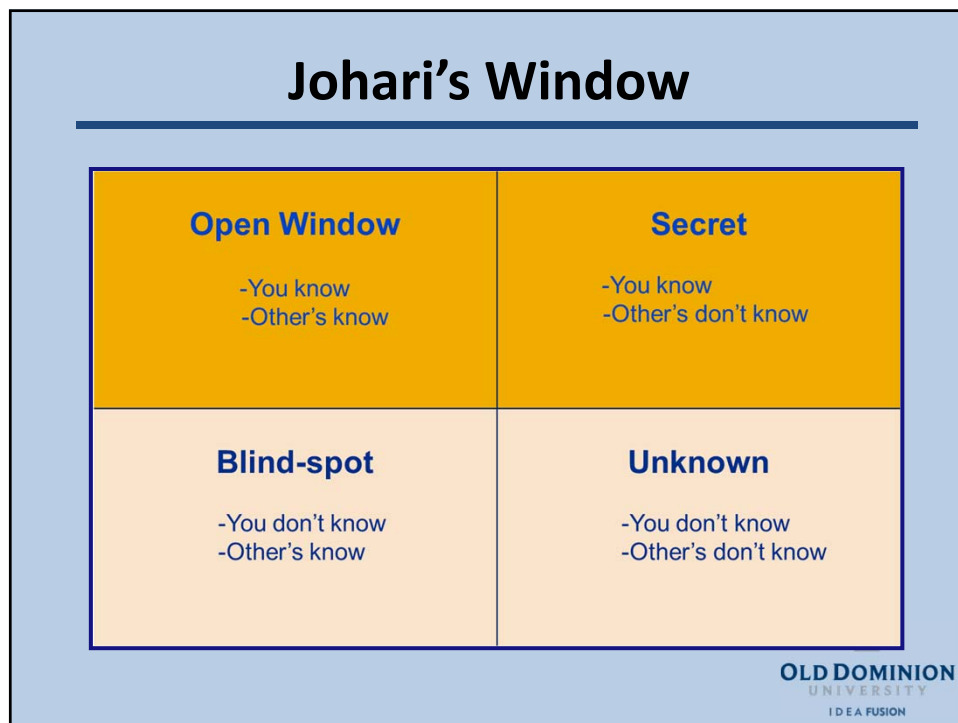 Johari’s Window
Open Window
-You know
-Other’s know
Secret
-You know
-Other’s don’t know
Blind-spot
-You don’t know
-Other’s know
Unknown
-You don’t know
-Other’s don’t know
OLD DOMINION
UNIVERSITY
IDEA FUSION